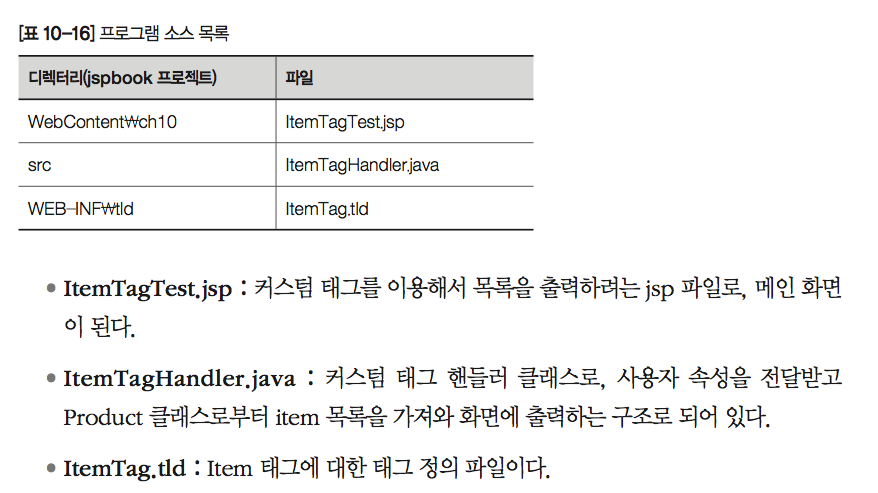 [표 10-16] 프로그램 소스 목록
디렉터리(jspbook 프로젝트) 파일
WebContent₩ch10 ItemTagTest.jsp
src ItemTagHandler.java
WEB-INF₩tld ItemTag.tld
● ItemTagTest.jsp : 커스텀 태그를 이용해서 목록을 출력하려는 jsp 파일로, 메인 화면
이 된다.
● ItemTagHandler.java : 커스텀 태그 핸들러 클래스로, 사용자 속성을 전달받고
Product 클래스로부터 item 목록을 가져와 화면에 출력하는 구조로 되어 있다.
● ItemTag.tld : Item 태그에 대한 태그 정의 파일이다.